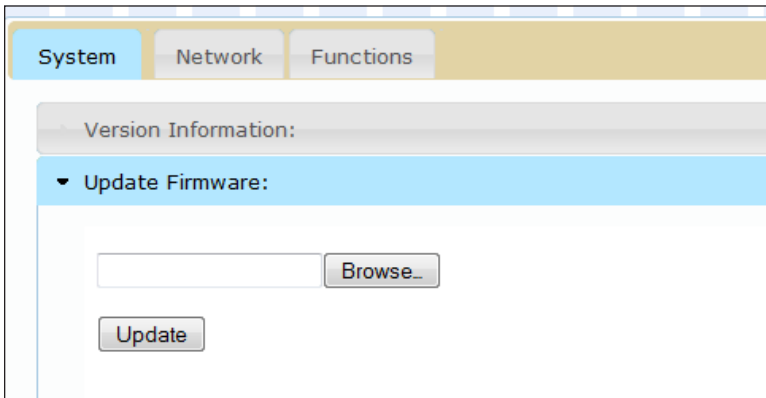 System Network Functions
Version Information:
Update Firmware:
Browse...
Update